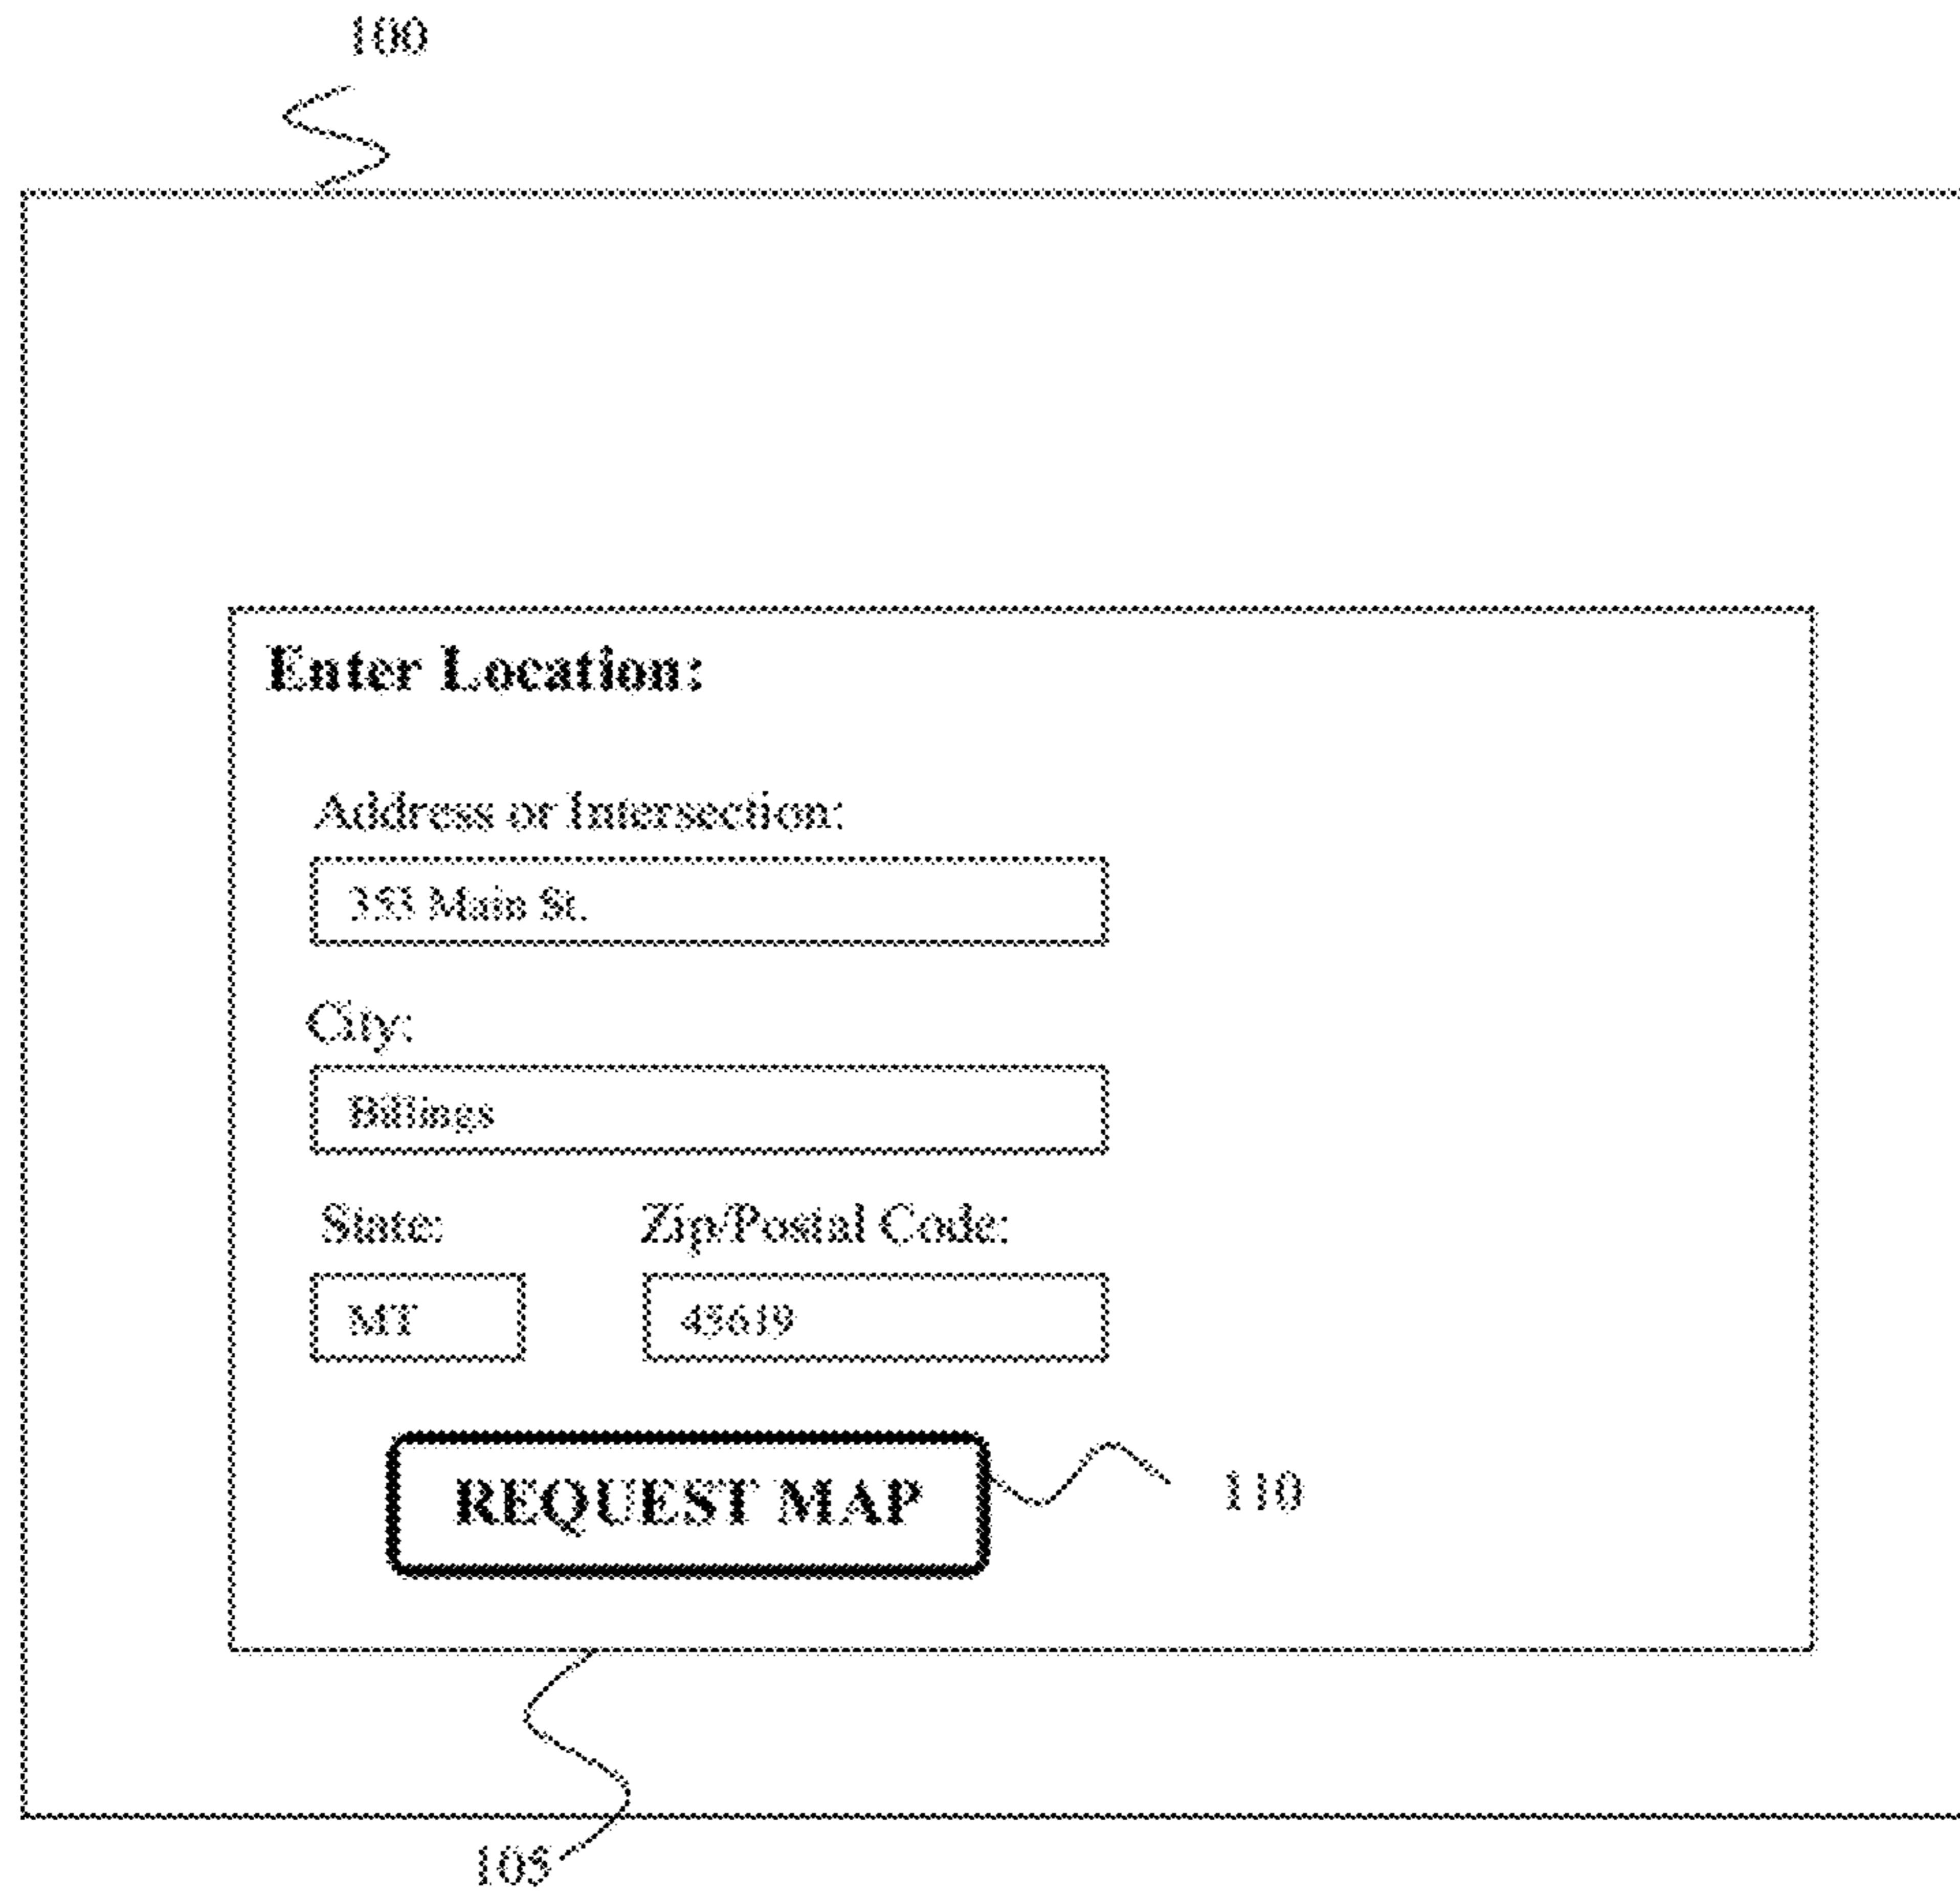 100
Enter Location:
Address or Intersection:
353 Main St.
City:
Billings
State: Zip/Postal Code:
MT 45619
REQUEST MAP 110
105